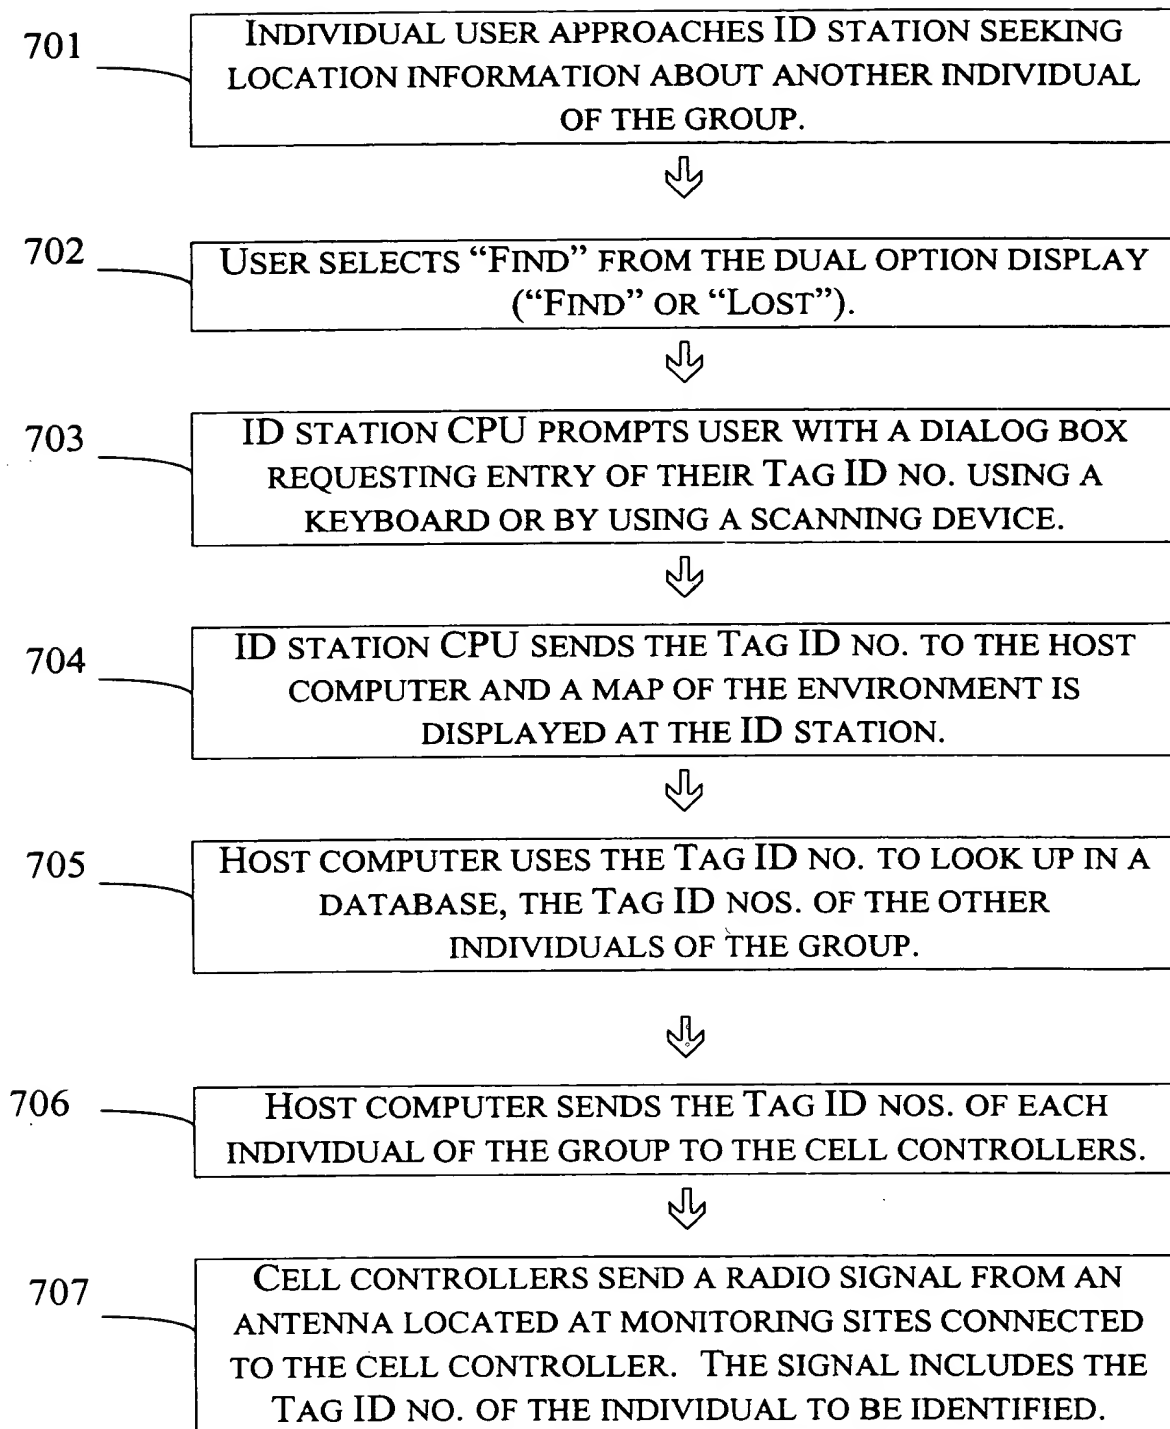 701
INDIVIDUAL USER APPROACHES ID STATION SEEKING
LOCATION INFORMATION ABOUT ANOTHER INDIVIDUAL
OF THE GROUP.
702
USER SELECTS “FIND” FROM THE DUAL OPTION DISPLAY
(“FIND” OR “LOST”).
703
ID STATION CPU PROMPTS USER WITH A DIALOG BOX
REQUESTING ENTRY OF THEIR TAG ID NO. USING A
KEYBOARD OR BY USING A SCANNING DEVICE.
704
ID STATION CPU SENDS THE TAG ID NO. TO THE HOST
COMPUTER AND A MAP OF THE ENVIRONMENT IS
DISPLAYED AT THE ID STATION.
705
HOST COMPUTER USES THE TAG ID NO. TO LOOK UP IN A
DATABASE, THE TAG ID NOS. OF THE OTHER
INDIVIDUALS OF THE GROUP.
706
HOST COMPUTER SENDS THE TAG ID NOS. OF EACH
INDIVIDUAL OF THE GROUP TO THE CELL CONTROLLERS.
707
CELL CONTROLLERS SEND A RADIO SIGNAL FROM AN
ANTENNA LOCATED AT MONITORING SITES CONNECTED
TO THE CELL CONTROLLER. THE SIGNAL INCLUDES THE
TAG ID NO. OF THE INDIVIDUAL TO BE IDENTIFIED.